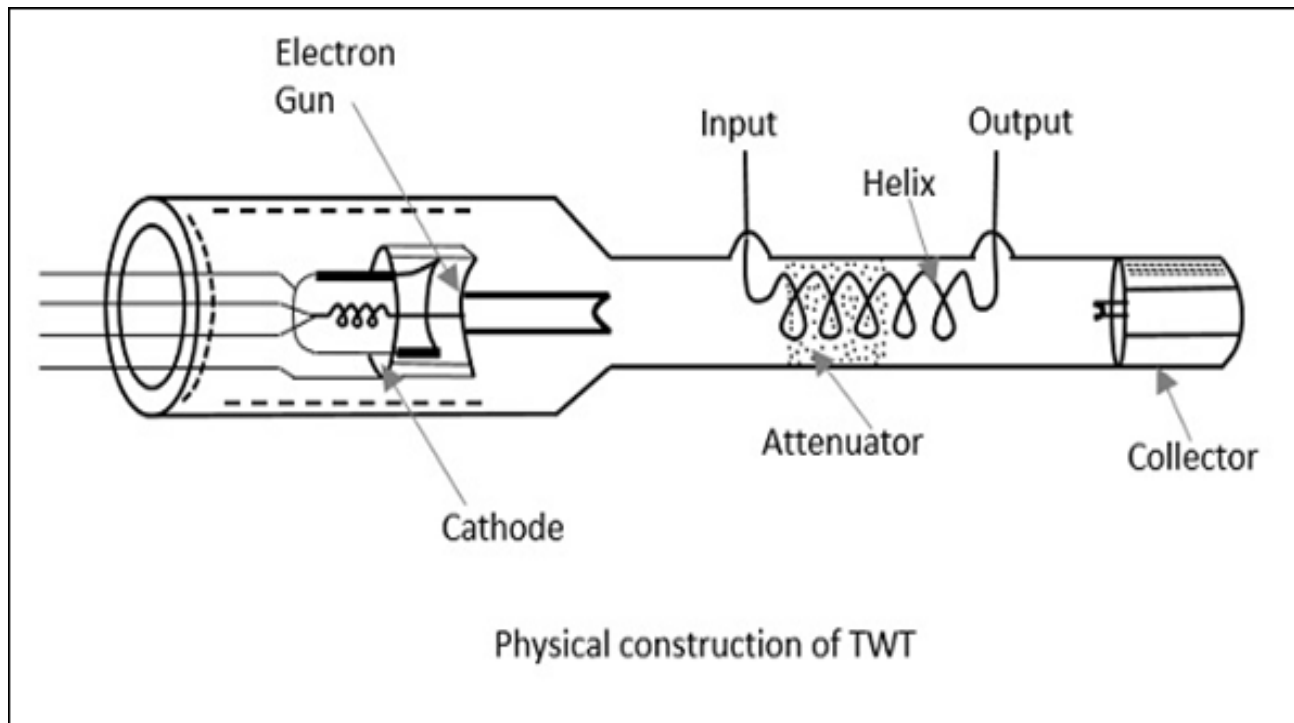 Electron
Gun
Input
Output
Helix
Attenuator
Collector
Cathode
Physical construction of TWT